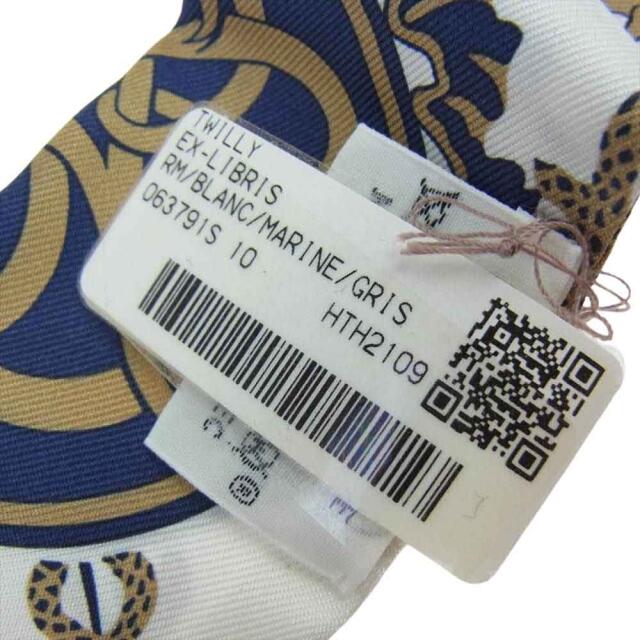 TWILLY
EX-LIBRIS
RM/BLANC/MARINE/GRIS
063791S 10
HTH2109